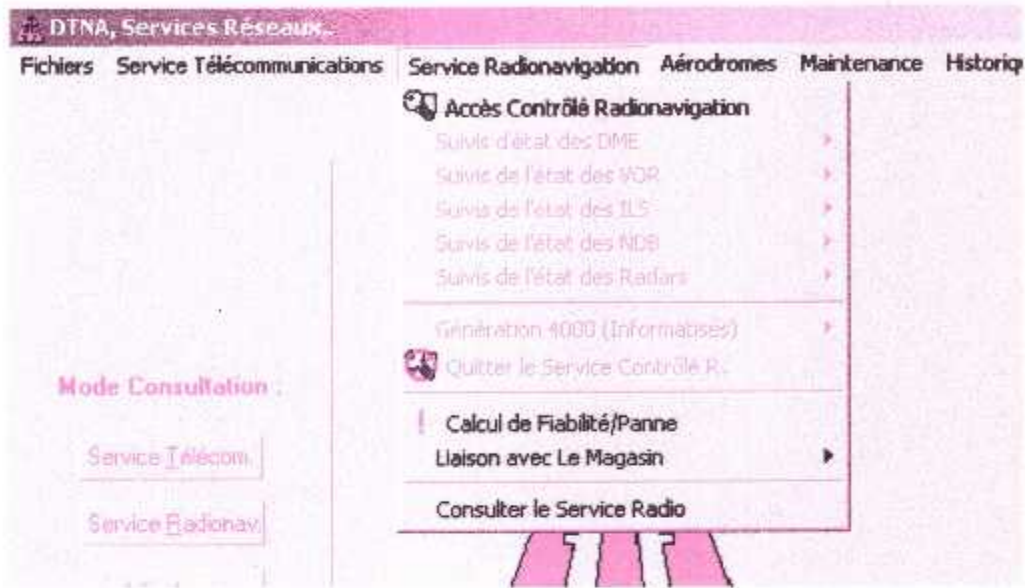 DTNA, Services Réseaux..
Fichiers Service Télécommunications Service Radionavigation Aérodromes Maintenance Historiq
Accès Contrôlé Radionavigation
Suivis d'état des DME
Suivis de l'état des VOR
Suivis de l'état des ILS
Suivis de l'état des NDB
Suivis de l'état des Radars
Génération 4000 (Informatisés)
Quitter le Service Contrôlé R..
Calcul de Fiabilité/Panne
Liaison avec Le Magasin
Consulter le Service Radio
Mode Consultation :
Service Télécom.
Service Radionav.